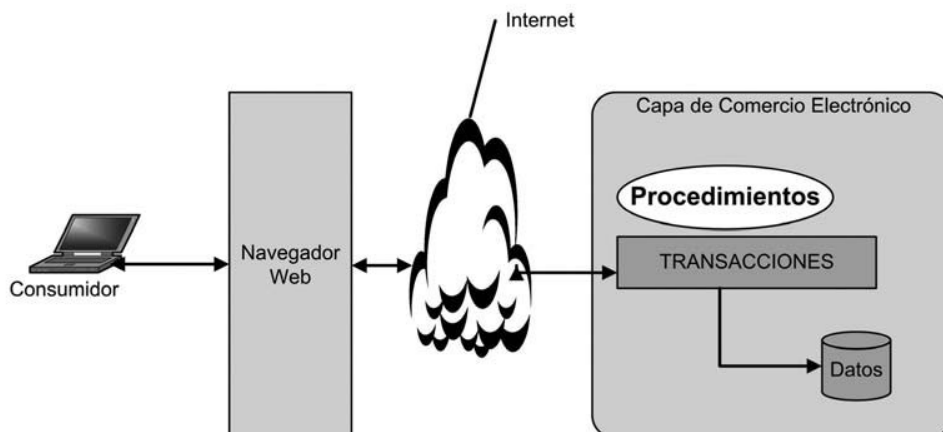 Internet
Capa de Comercio Electrónico
Procedimientos
TRANSACCIONES
Navegador
Web
Consumidor
Datos